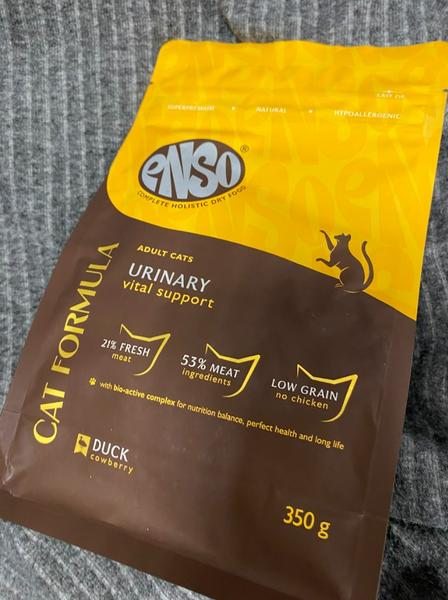 EASY ZIP
SUPERPREMIUM • NATURAL • HYPOALLERGENIC
ENSO®
COMPLETE HOLISTIC DRY FOOD
CAT FORMULA
ADULT CATS
URINARY
vital support
21% FRESH
meat
53% MEAT
ingredients
LOW GRAIN
no chicken
with bio-active complex for nutrition balance, perfect health and long life
DUCK
cowberry
350 g